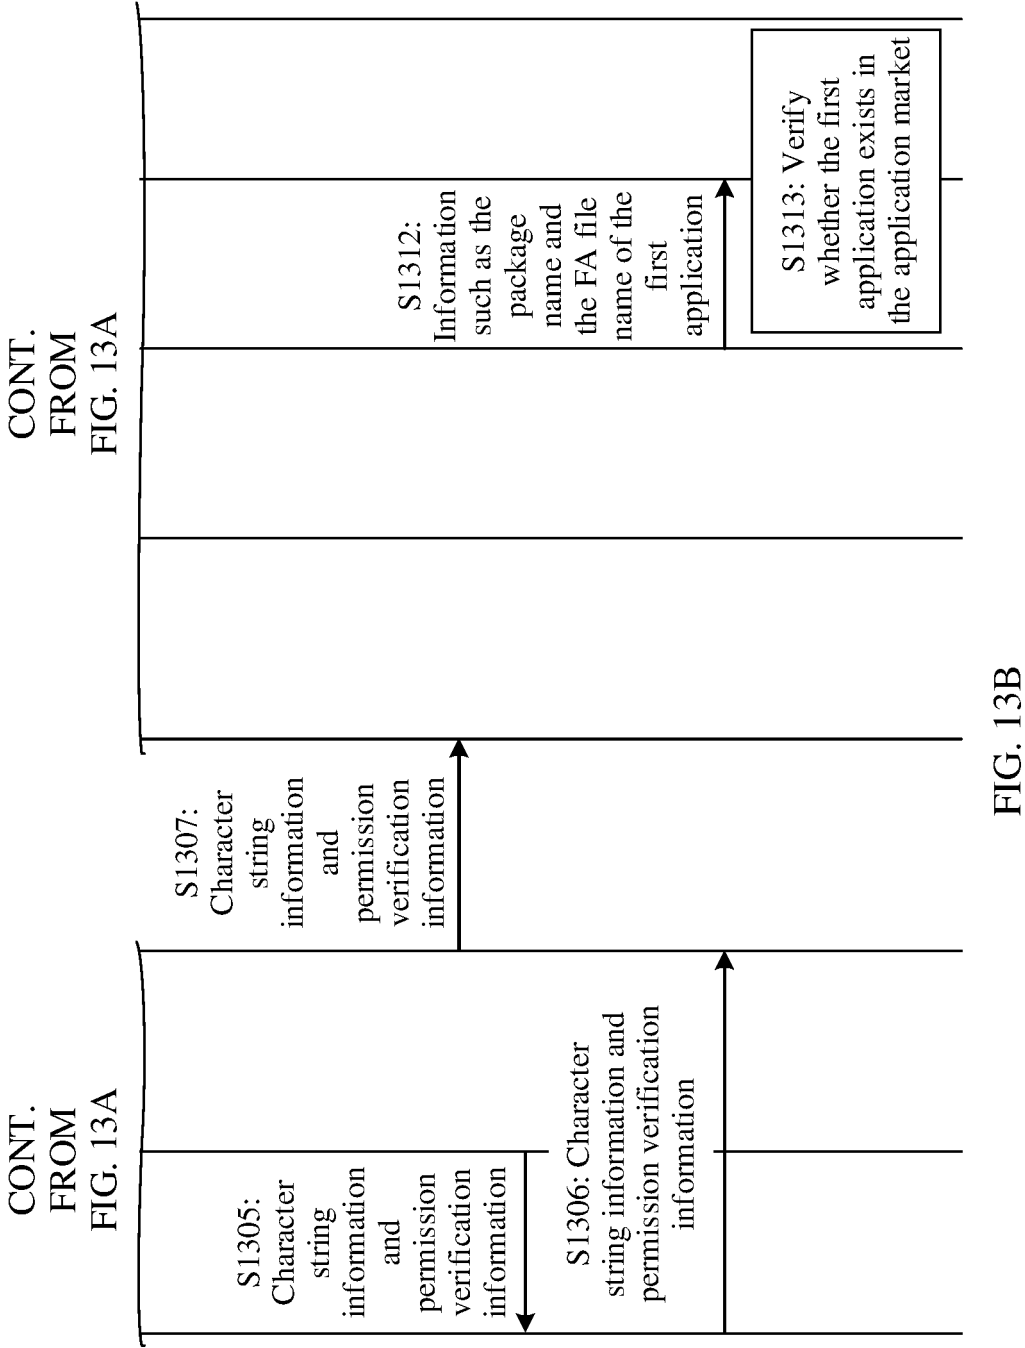 CONT.
FROM
FIG. 13A
CONT.
FROM
FIG. 13A
S1305:
Character
string
information
and
permission
verification
information
S1306: Character
string information and
permission verification
information
S1307:
Character
string
information
and
permission
verification
information
S1312:
Information
such as the
package
name and
the FA file
name of the
first
application
S1313: Verify
whether the first
application exists in
the application market
FIG. 13B